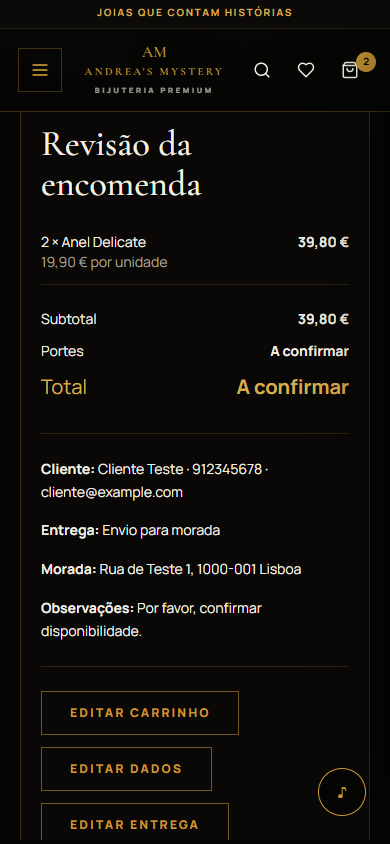 JOIAS QUE CONTAM HISTÓRIAS
AM
ANDREA'S MYSTERY
BIJUTERIA PREMIUM
2
Revisão da
encomenda
2 × Anel Delicate 39,80 €
19,90 € por unidade
Subtotal 39,80 €
Portes A confirmar
Total A confirmar
Cliente: Cliente Teste · 912345678 ·
cliente@example.com
Entrega: Envio para morada
Morada: Rua de Teste 1, 1000-001 Lisboa
Observações: Por favor, confirmar
disponibilidade.
EDITAR CARRINHO
EDITAR DADOS
EDITAR ENTREGA